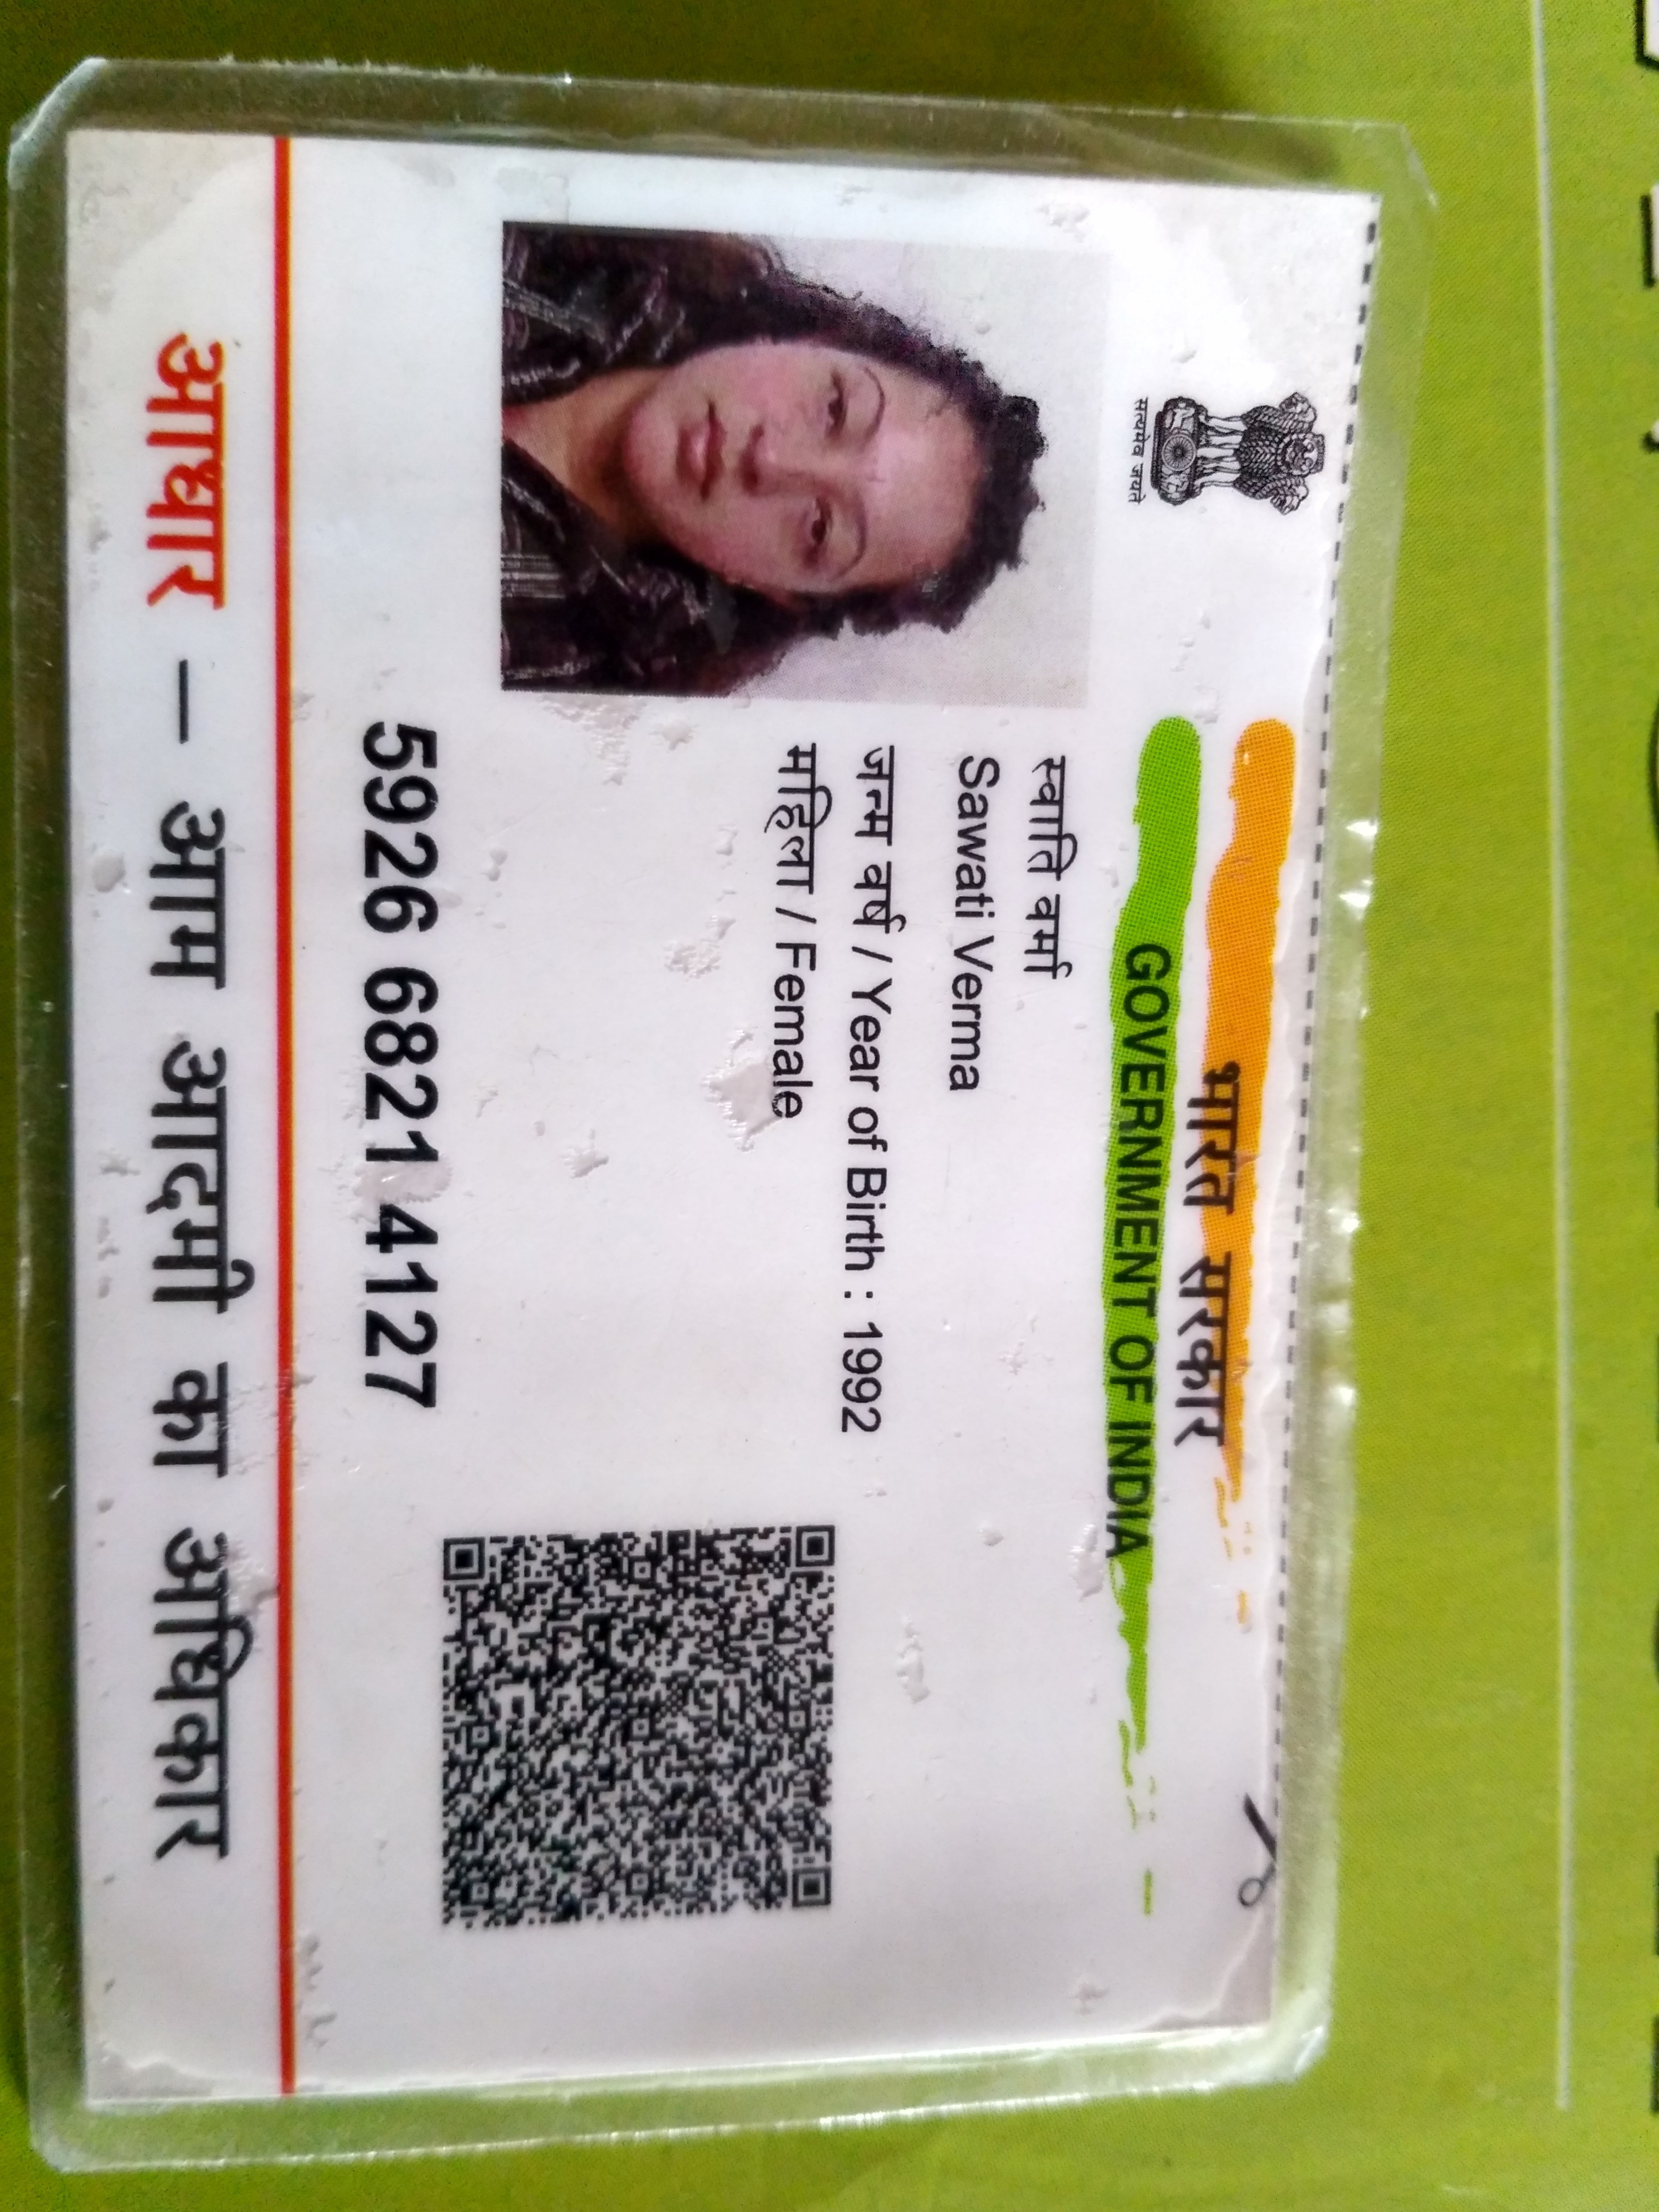 भारत सरकार
GOVERNMENT OF INDIA
सत्यमेव जयते
स्वाति वर्मा
Sawati Verma
जन्म वर्ष / Year of Birth : 1992
महिला / Female
5926 6821 4127
आधार – आम आदमी का अधिकार